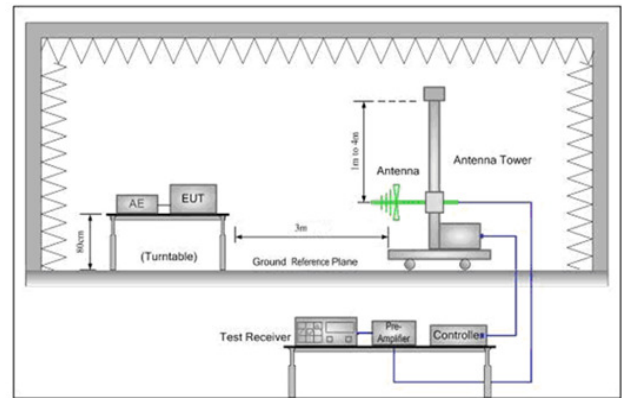 1m to 4m
Antenna
Antenna Tower
AE
EUT
80cm
(Turntable)
3m
Ground Reference Plane
Test Receiver
Pre-
Amplifier
Controller